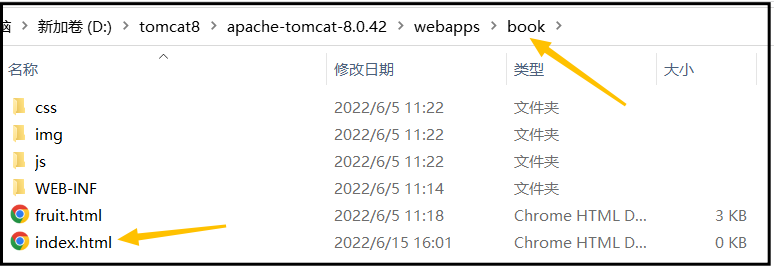 脑 › 新加卷 (D:) › tomcat8 › apache-tomcat-8.0.42 › webapps › book ›
名称 修改日期 类型 大小
css 2022/6/5 11:22 文件夹
img 2022/6/5 11:22 文件夹
js 2022/6/5 11:22 文件夹
WEB-INF 2022/6/5 11:14 文件夹
fruit.html 2022/6/5 11:18 Chrome HTML D... 3 KB
index.html 2022/6/15 16:01 Chrome HTML D... 0 KB